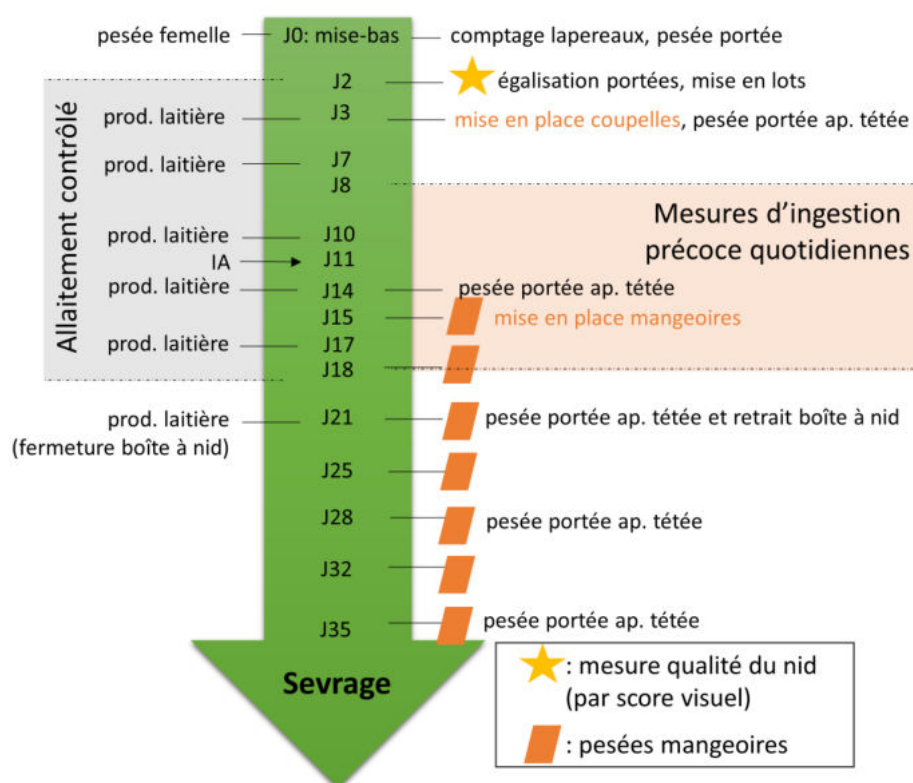 pesée femelle J0: mise-bas comptage lapereaux, pesée portée
J2 égalisation portées, mise en lots
prod. laitière J3 mise en place coupelles, pesée portée ap. tétée
Allaitement contrôlé
prod. laitière J7
J8
Mesures d'ingestion
précoce quotidiennes
prod. laitière J10
IA J11
prod. laitière J14 pesée portée ap. tétée
J15 mise en place mangeoires
prod. laitière J17
J18
prod. laitière J21 pesée portée ap. tétée et retrait boîte à nid
(fermeture boîte à nid)
J25
J28 pesée portée ap. tétée
J32
J35 pesée portée ap. tétée
Sevrage
: mesure qualité du nid
(par score visuel)
: pesées mangeoires